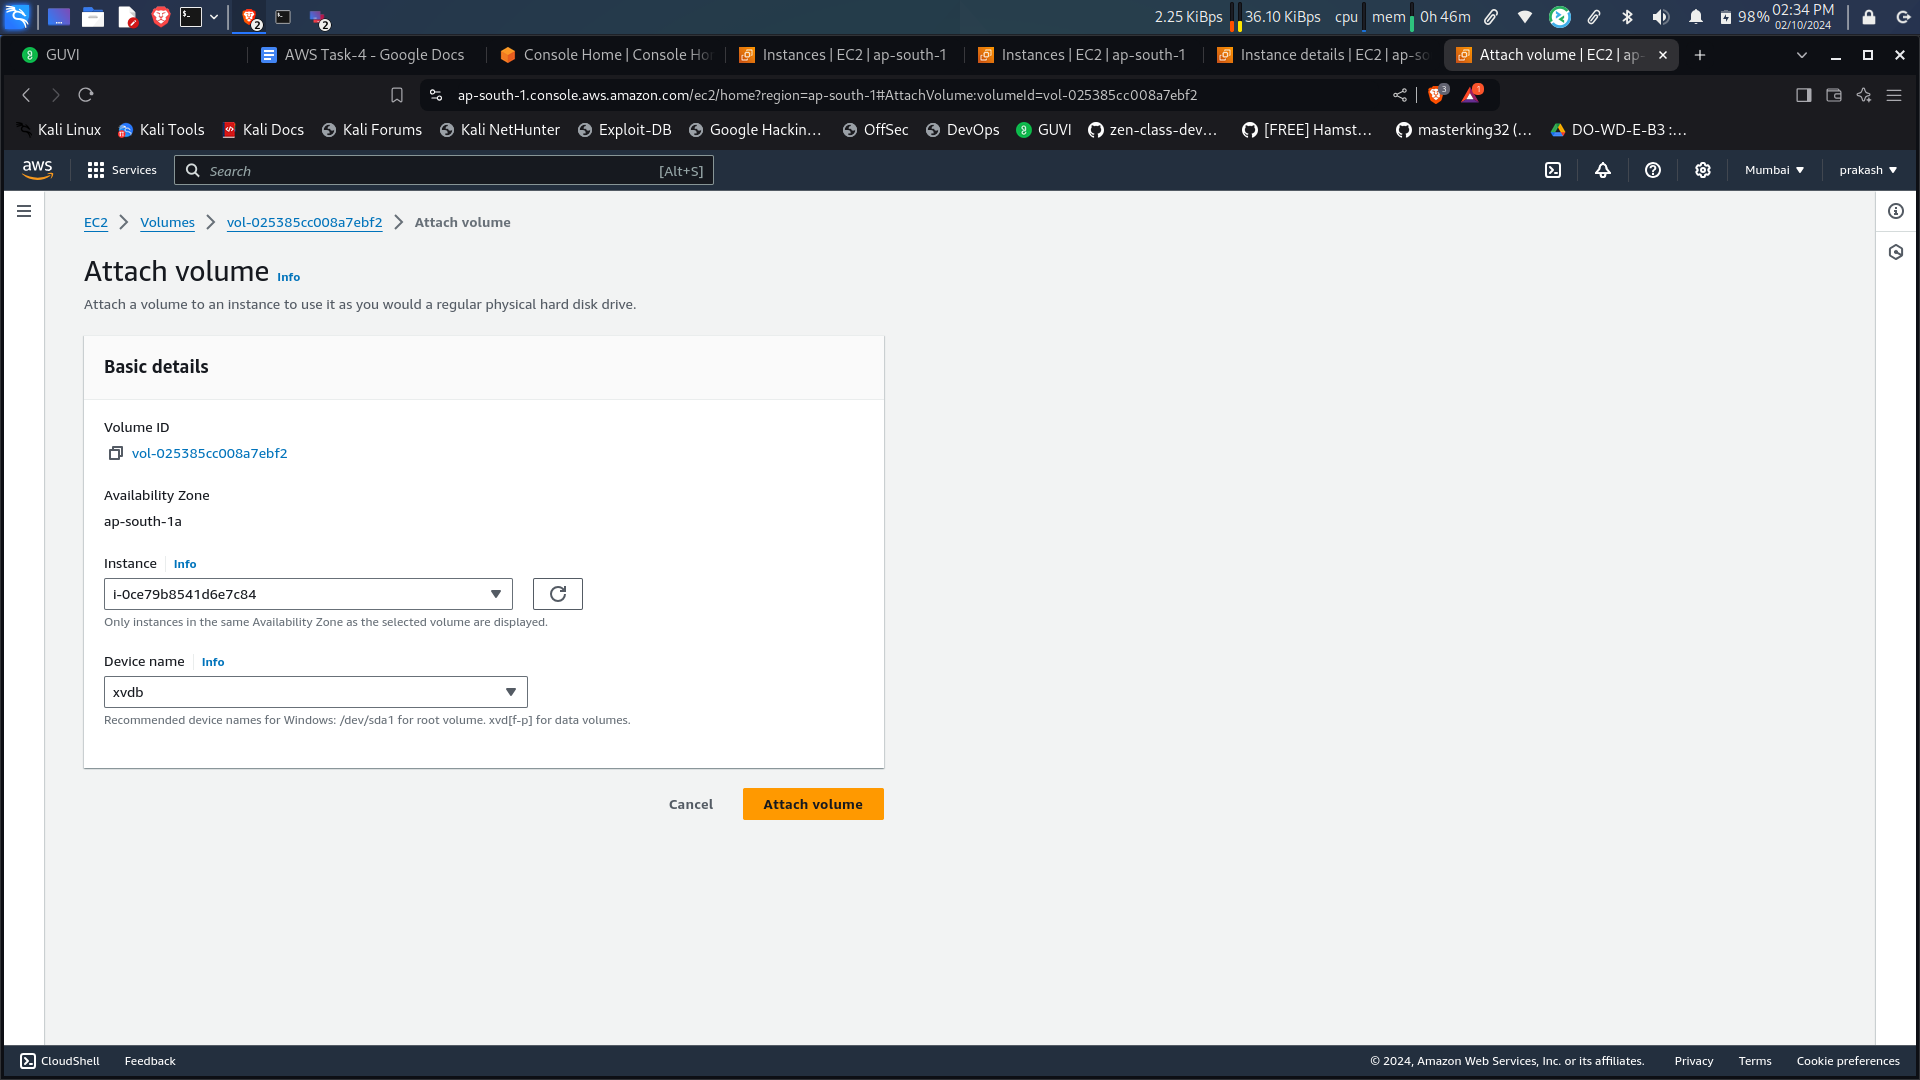 2.25 KiBps 36.10 KiBps cpu mem 0h 46m 98% 02:34 PM
02/10/2024
2 2
GUVI AWS Task-4 - Google Docs Console Home | Console Hor Instances | EC2 | ap-south-1 Instances | EC2 | ap-south-1 Instance details | EC2 | ap-so Attach volume | EC2 | ap-
ap-south-1.console.aws.amazon.com/ec2/home?region=ap-south-1#AttachVolume:volumeId=vol-025385cc008a7ebf2 3 1
Kali Linux Kali Tools Kali Docs Kali Forums Kali NetHunter Exploit-DB Google Hackin... OffSec DevOps GUVI zen-class-dev... [FREE] Hamst... masterking32 (... DO-WD-E-B3 :...
aws Services Search [Alt+S] Mumbai prakash
EC2 Volumes vol-025385cc008a7ebf2 Attach volume
Attach volume Info
Attach a volume to an instance to use it as you would a regular physical hard disk drive.
Basic details
Volume ID
vol-025385cc008a7ebf2
Availability Zone
ap-south-1a
Instance Info
i-0ce79b8541d6e7c84
Only instances in the same Availability Zone as the selected volume are displayed.
Device name Info
xvdb
Recommended device names for Windows: /dev/sda1 for root volume. xvd[f-p] for data volumes.
Cancel Attach volume
CloudShell Feedback © 2024, Amazon Web Services, Inc. or its affiliates. Privacy Terms Cookie preferences